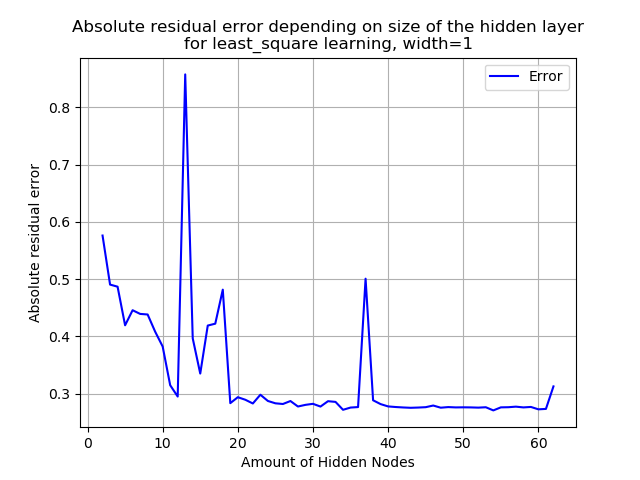 Absolute residual error depending on size of the hidden layer
for least_square learning, width=1
Error
0.8
0.7
0.6
0.5
0.4
0.3
Absolute residual error
0 10 20 30 40 50 60
Amount of Hidden Nodes